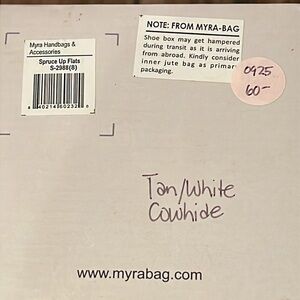 Myra Handbags &
Accessories
Spruce Up Flats
S-2988(8)
NOTE: FROM MYRA-BAG
Shoe box may get hampered
during transit as it is arriving
from abroad. Kindly consider
inner jute bag as primary
packaging.
0925
60-
Tan/White
Cowhide
www.myrabag.com